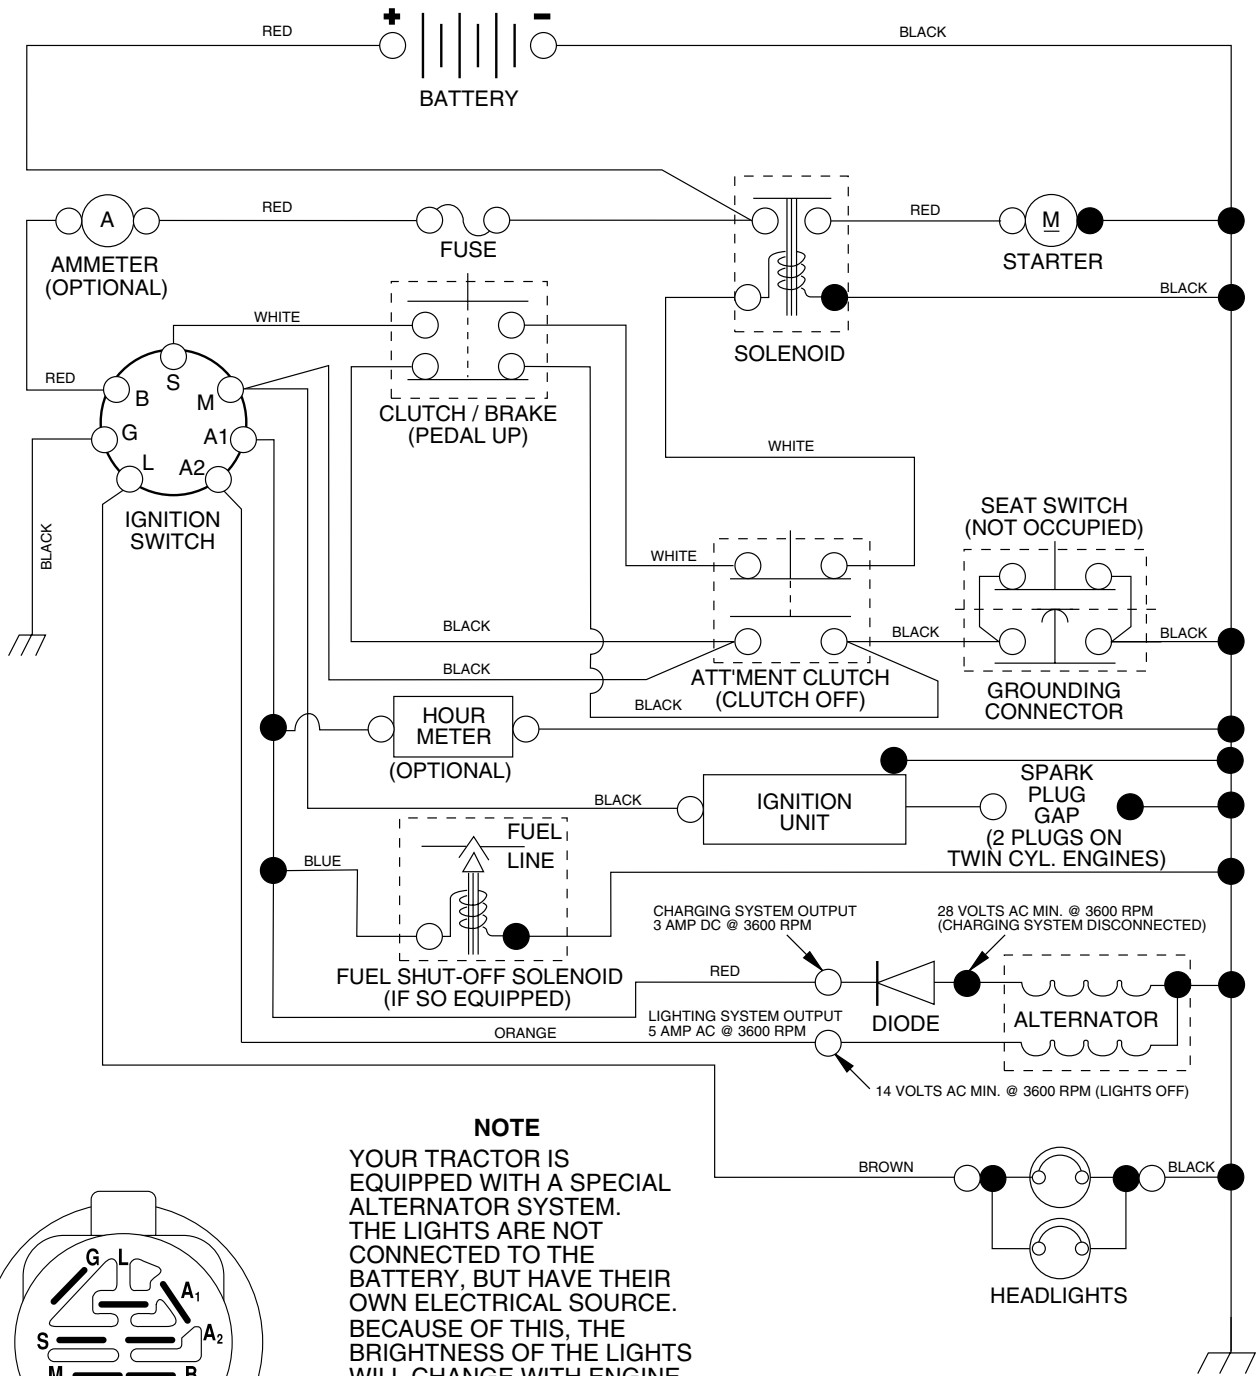 + −
RED
BLACK
BATTERY
A
RED
FUSE
RED
M
STARTER
AMMETER
(OPTIONAL)
BLACK
WHITE
SOLENOID
RED
S
B
M
G
A1
L
A2
CLUTCH / BRAKE
(PEDAL UP)
WHITE
IGNITION
SWITCH
BLACK
SEAT SWITCH
(NOT OCCUPIED)
WHITE
BLACK
BLACK
BLACK
BLACK
ATT'MENT CLUTCH
(CLUTCH OFF)
GROUNDING
CONNECTOR
BLACK
HOUR
METER
(OPTIONAL)
BLACK
IGNITION
UNIT
SPARK
PLUG
GAP
(2 PLUGS ON
TWIN CYL. ENGINES)
FUEL
LINE
BLUE
CHARGING SYSTEM OUTPUT
3 AMP DC @ 3600 RPM
28 VOLTS AC MIN. @ 3600 RPM
(CHARGING SYSTEM DISCONNECTED)
FUEL SHUT-OFF SOLENOID
(IF SO EQUIPPED)
RED
DIODE
ALTERNATOR
LIGHTING SYSTEM OUTPUT
5 AMP AC @ 3600 RPM
ORANGE
14 VOLTS AC MIN. @ 3600 RPM (LIGHTS OFF)
NOTE
YOUR TRACTOR IS
EQUIPPED WITH A SPECIAL
ALTERNATOR SYSTEM.
THE LIGHTS ARE NOT
CONNECTED TO THE
BATTERY, BUT HAVE THEIR
OWN ELECTRICAL SOURCE.
BECAUSE OF THIS, THE
BRIGHTNESS OF THE LIGHTS
WILL CHANGE WITH ENGINE
BROWN
BLACK
HEADLIGHTS
G L
A1
A2
S
M
B